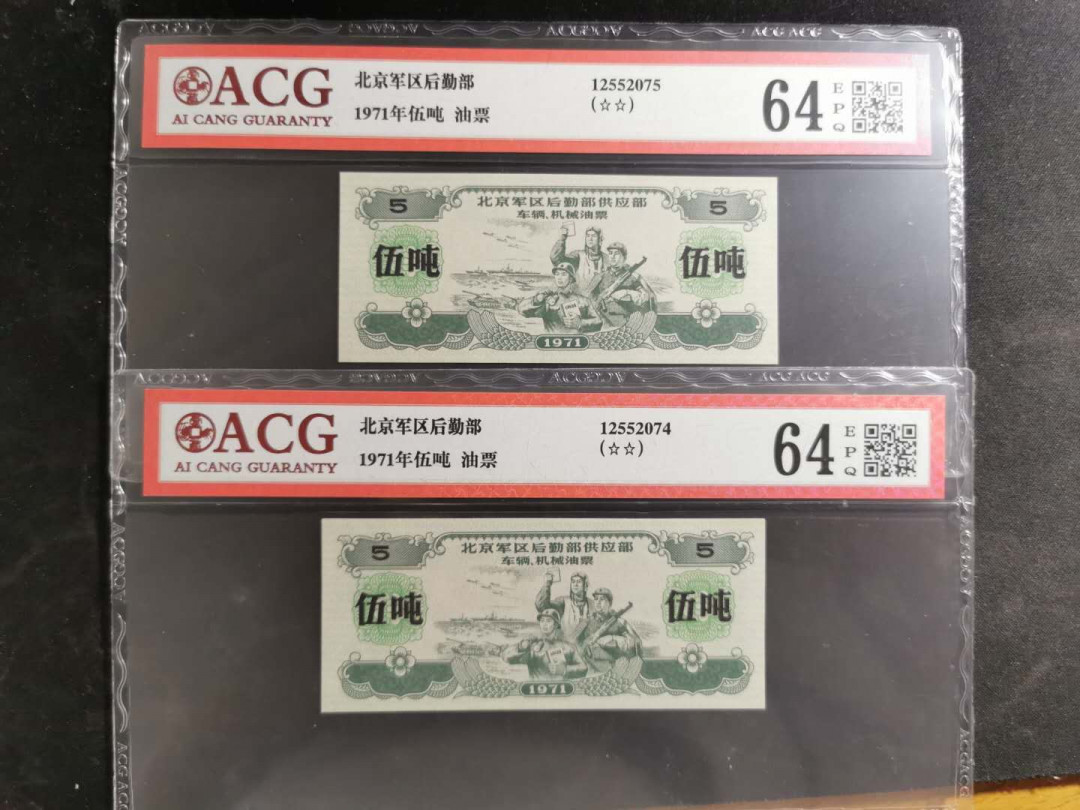 ACG
AI CANG GUARANTY
北京军区后勤部
1971年伍吨 油票
12552075
(☆☆)
64
EPQ
5
北京军区后勤部供应部
车辆、机械油票
5
伍吨
伍吨
1971
ACG
AI CANG GUARANTY
北京军区后勤部
1971年伍吨 油票
12552074
(☆☆)
64
EPQ
5
北京军区后勤部供应部
车辆、机械油票
5
伍吨
伍吨
1971